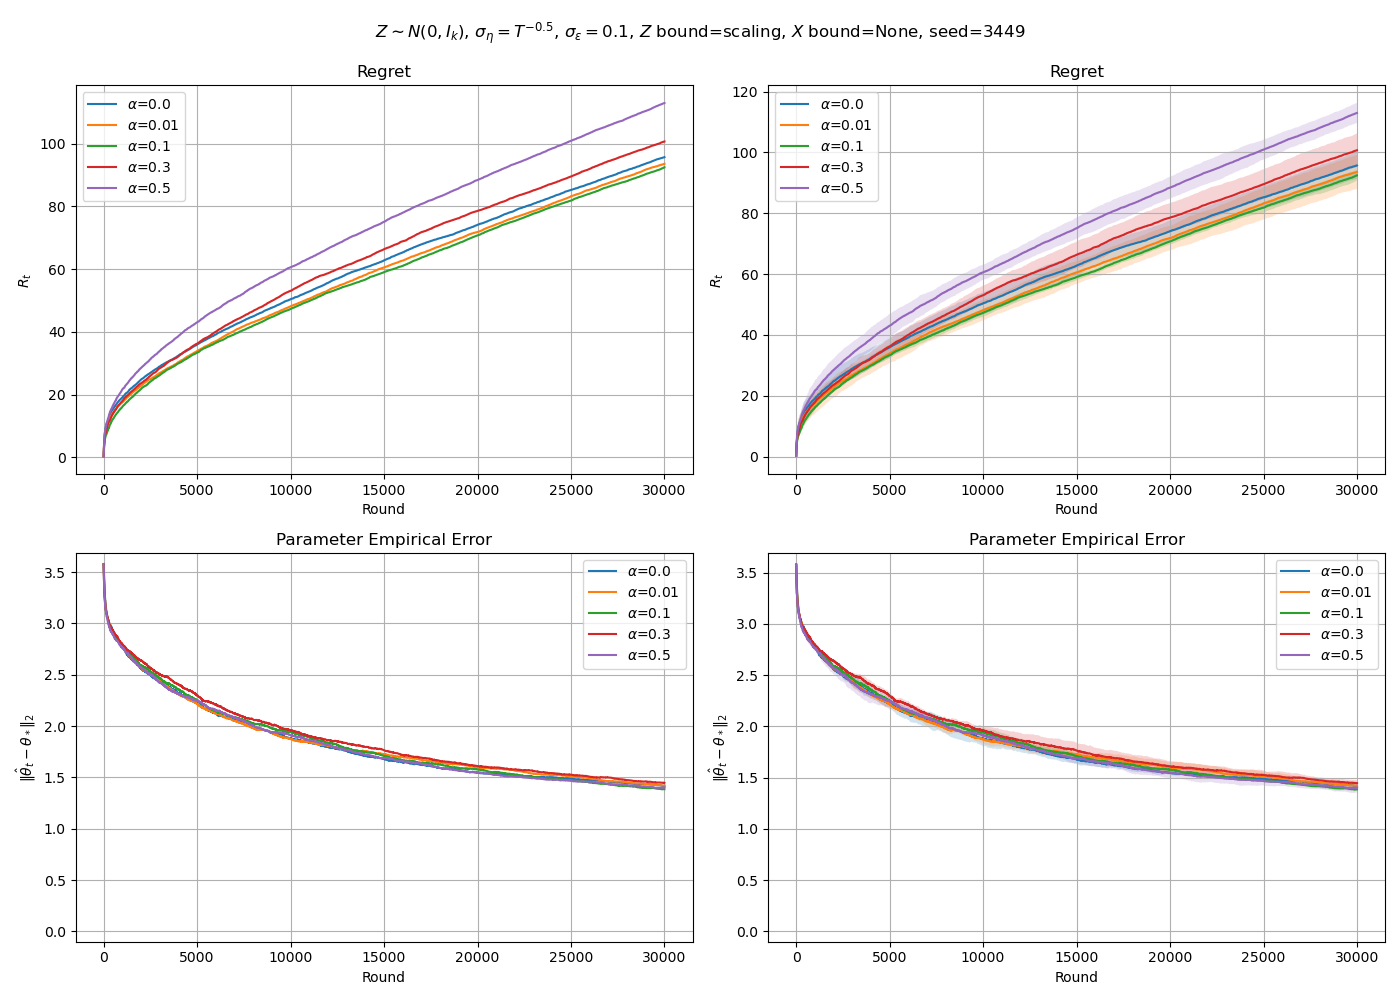 Z ∼ N(0, I_k), σ_η = T^{−0.5}, σ_ε = 0.1, Z bound=scaling, X bound=None, seed=3449
Regret
R_t
100
80
60
40
20
0
α=0.0
α=0.01
α=0.1
α=0.3
α=0.5
0 5000 10000 15000 20000 25000 30000
Round
Regret
R_t
120
100
80
60
40
20
0
α=0.0
α=0.01
α=0.1
α=0.3
α=0.5
0 5000 10000 15000 20000 25000 30000
Round
Parameter Empirical Error
‖θ̂_t − θ_*‖_2
3.5
3.0
2.5
2.0
1.5
1.0
0.5
0.0
α=0.0
α=0.01
α=0.1
α=0.3
α=0.5
0 5000 10000 15000 20000 25000 30000
Round
Parameter Empirical Error
‖θ̂_t − θ_*‖_2
3.5
3.0
2.5
2.0
1.5
1.0
0.5
0.0
α=0.0
α=0.01
α=0.1
α=0.3
α=0.5
0 5000 10000 15000 20000 25000 30000
Round